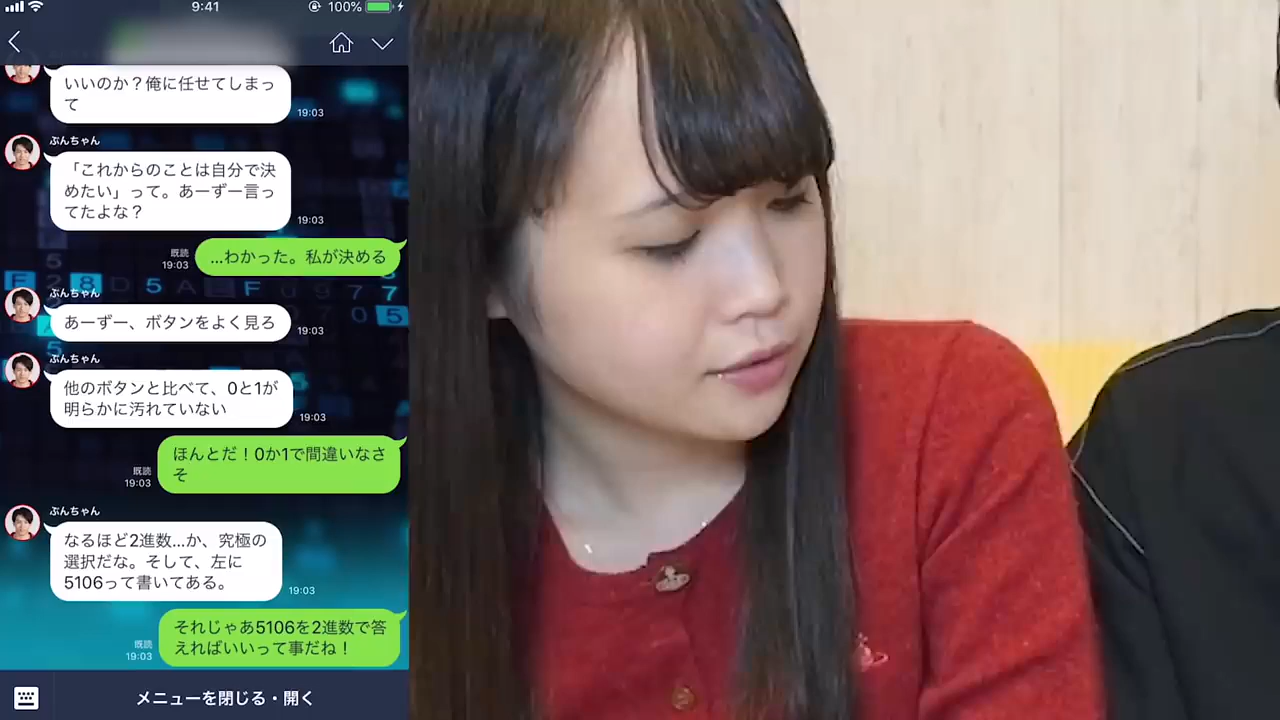 9:41
100%
いいのか？俺に任せてしまっ
て
19:03
ぶんちゃん
「これからのことは自分で決
めたい」って。あーずー言っ
てたよな？
19:03
既読
19:03
…わかった。私が決める
ぶんちゃん
あーずー、ボタンをよく見ろ
19:03
ぶんちゃん
他のボタンと比べて、0と1が
明らかに汚れていない
19:03
既読
19:03
ほんとだ！0か1で間違いなさ
そ
ぶんちゃん
なるほど2進数…か、究極の
選択だな。そして、左に
5106って書いてある。
19:03
既読
19:03
それじゃあ5106を2進数で答
えればいいって事だね！
メニューを閉じる・開く